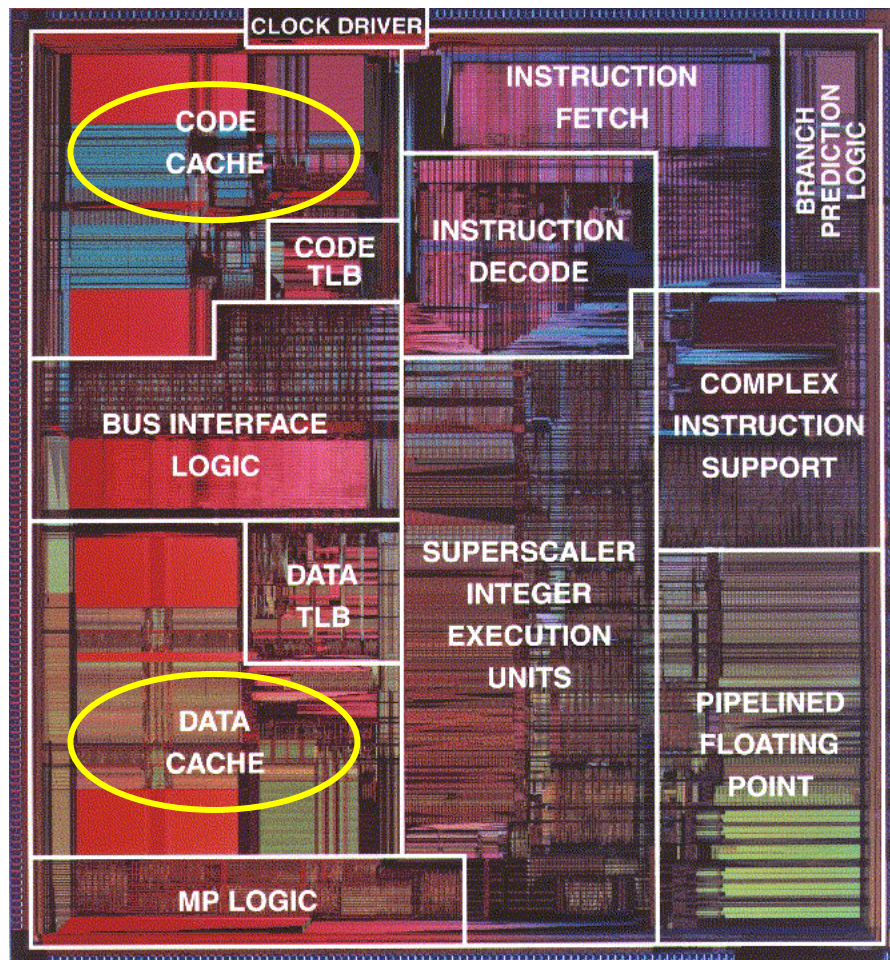 CLOCK DRIVER
CODE
CACHE
INSTRUCTION
FETCH
BRANCH
PREDICTION
LOGIC
CODE
TLB
INSTRUCTION
DECODE
BUS INTERFACE
LOGIC
COMPLEX
INSTRUCTION
SUPPORT
DATA
TLB
SUPERSCALER
INTEGER
EXECUTION
UNITS
DATA
CACHE
PIPELINED
FLOATING
POINT
MP LOGIC